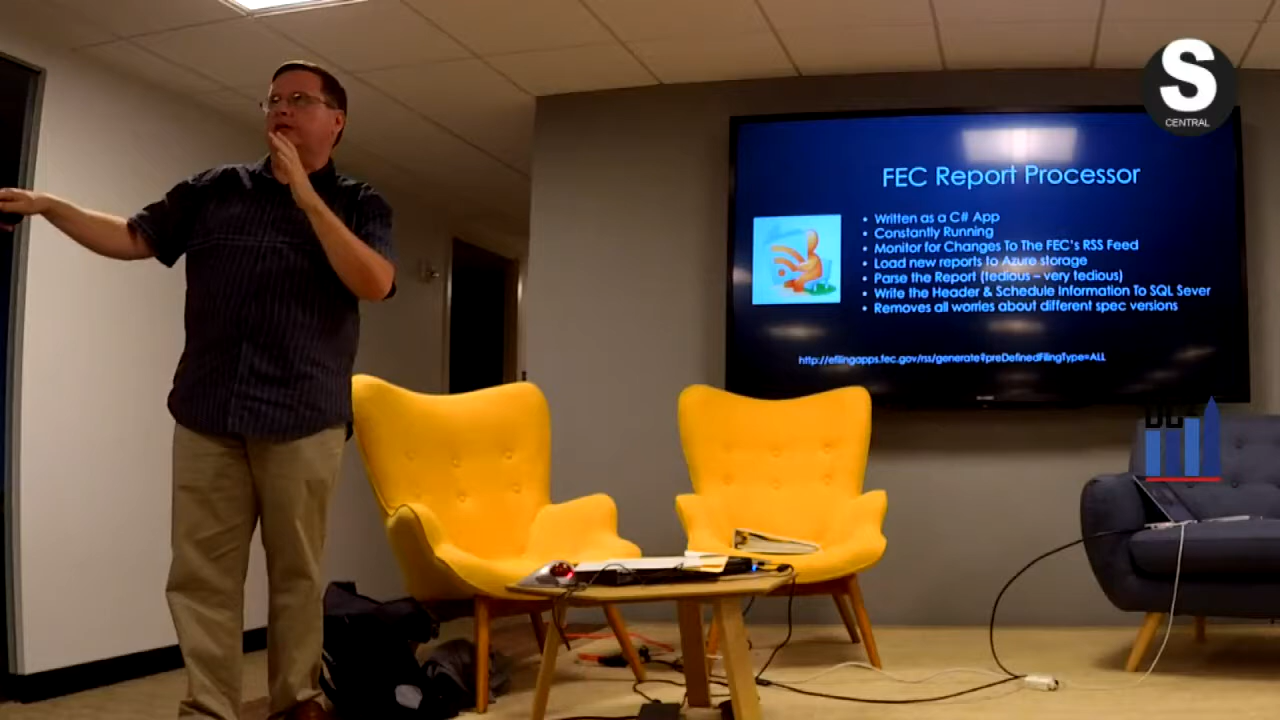 S
CENTRAL
FEC Report Processor
• Written as a C# App
• Constantly Running
• Monitor for Changes To The FEC's RSS Feed
• Load new reports to Azure storage
• Parse the Report (tedious – very tedious)
• Write the Header & Schedule Information To SQL Sever
• Removes all worries about different spec versions
http://efilingapps.fec.gov/rss/generate?preDefinedFilingType=ALL
DC